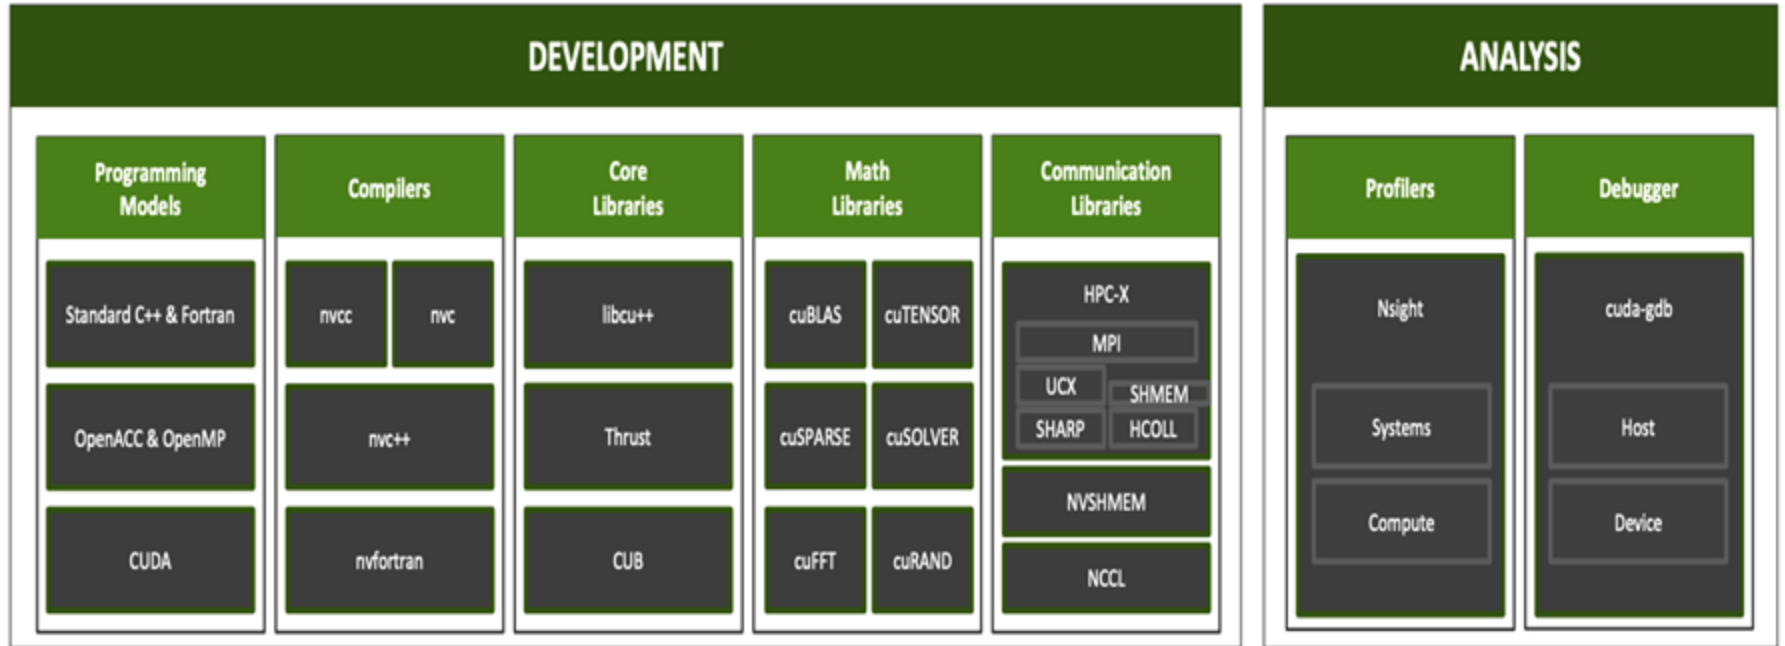 DEVELOPMENT
Programming
Models
Standard C++ & Fortran
OpenACC & OpenMP
CUDA
Compilers
nvcc
nvc
nvc++
nvfortran
Core
Libraries
libcu++
Thrust
CUB
Math
Libraries
cuBLAS
cuTENSOR
cuSPARSE
cuSOLVER
cuFFT
cuRAND
Communication
Libraries
HPC-X
MPI
UCX
SHMEM
SHARP
HCOLL
NVSHMEM
NCCL
ANALYSIS
Profilers
Nsight
Systems
Compute
Debugger
cuda-gdb
Host
Device